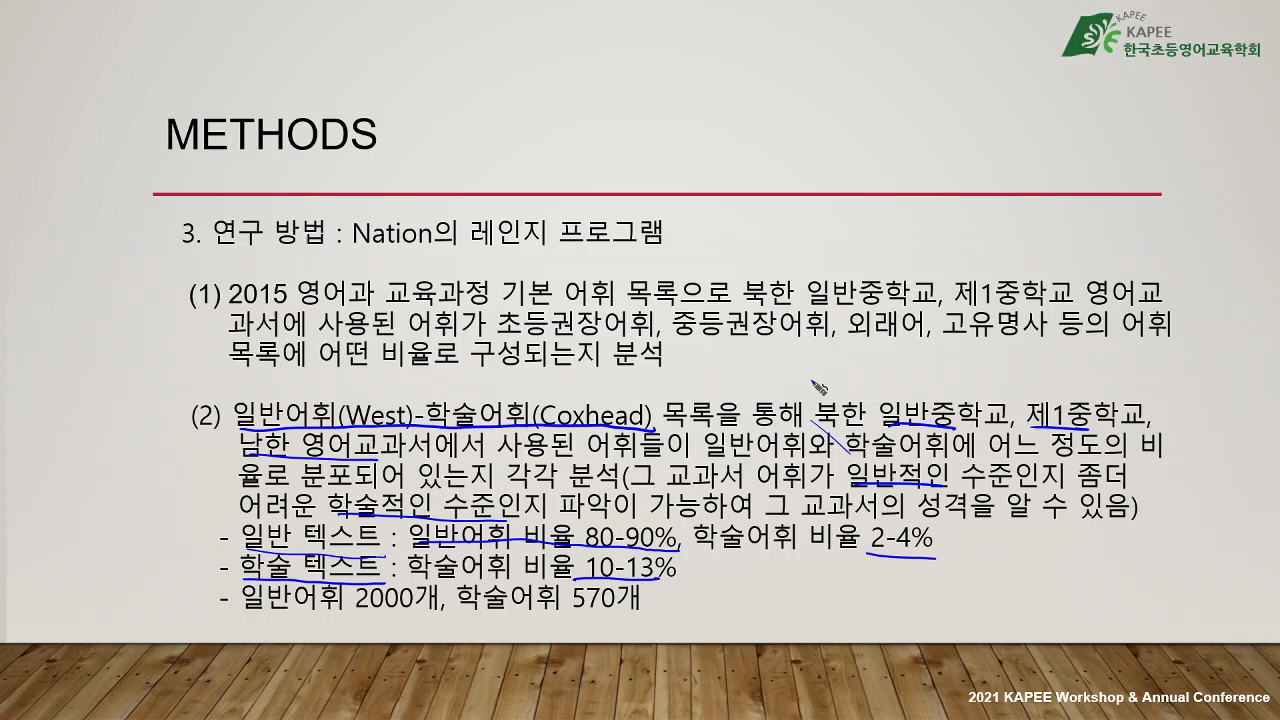 KAPEE
KAPEE
한국초등영어교육학회
METHODS
3. 연구 방법 : Nation의 레인지 프로그램
(1) 2015 영어과 교육과정 기본 어휘 목록으로 북한 일반중학교, 제1중학교 영어교
과서에 사용된 어휘가 초등권장어휘, 중등권장어휘, 외래어, 고유명사 등의 어휘
목록에 어떤 비율로 구성되는지 분석
(2) 일반어휘(West)-학술어휘(Coxhead) 목록을 통해 북한 일반중학교, 제1중학교,
남한 영어교과서에서 사용된 어휘들이 일반어휘와 학술어휘에 어느 정도의 비
율로 분포되어 있는지 각각 분석(그 교과서 어휘가 일반적인 수준인지 좀더
어려운 학술적인 수준인지 파악이 가능하여 그 교과서의 성격을 알 수 있음)
- 일반 텍스트 : 일반어휘 비율 80-90%, 학술어휘 비율 2-4%
- 학술 텍스트 : 학술어휘 비율 10-13%
- 일반어휘 2000개, 학술어휘 570개
2021 KAPEE Workshop & Annual Conference